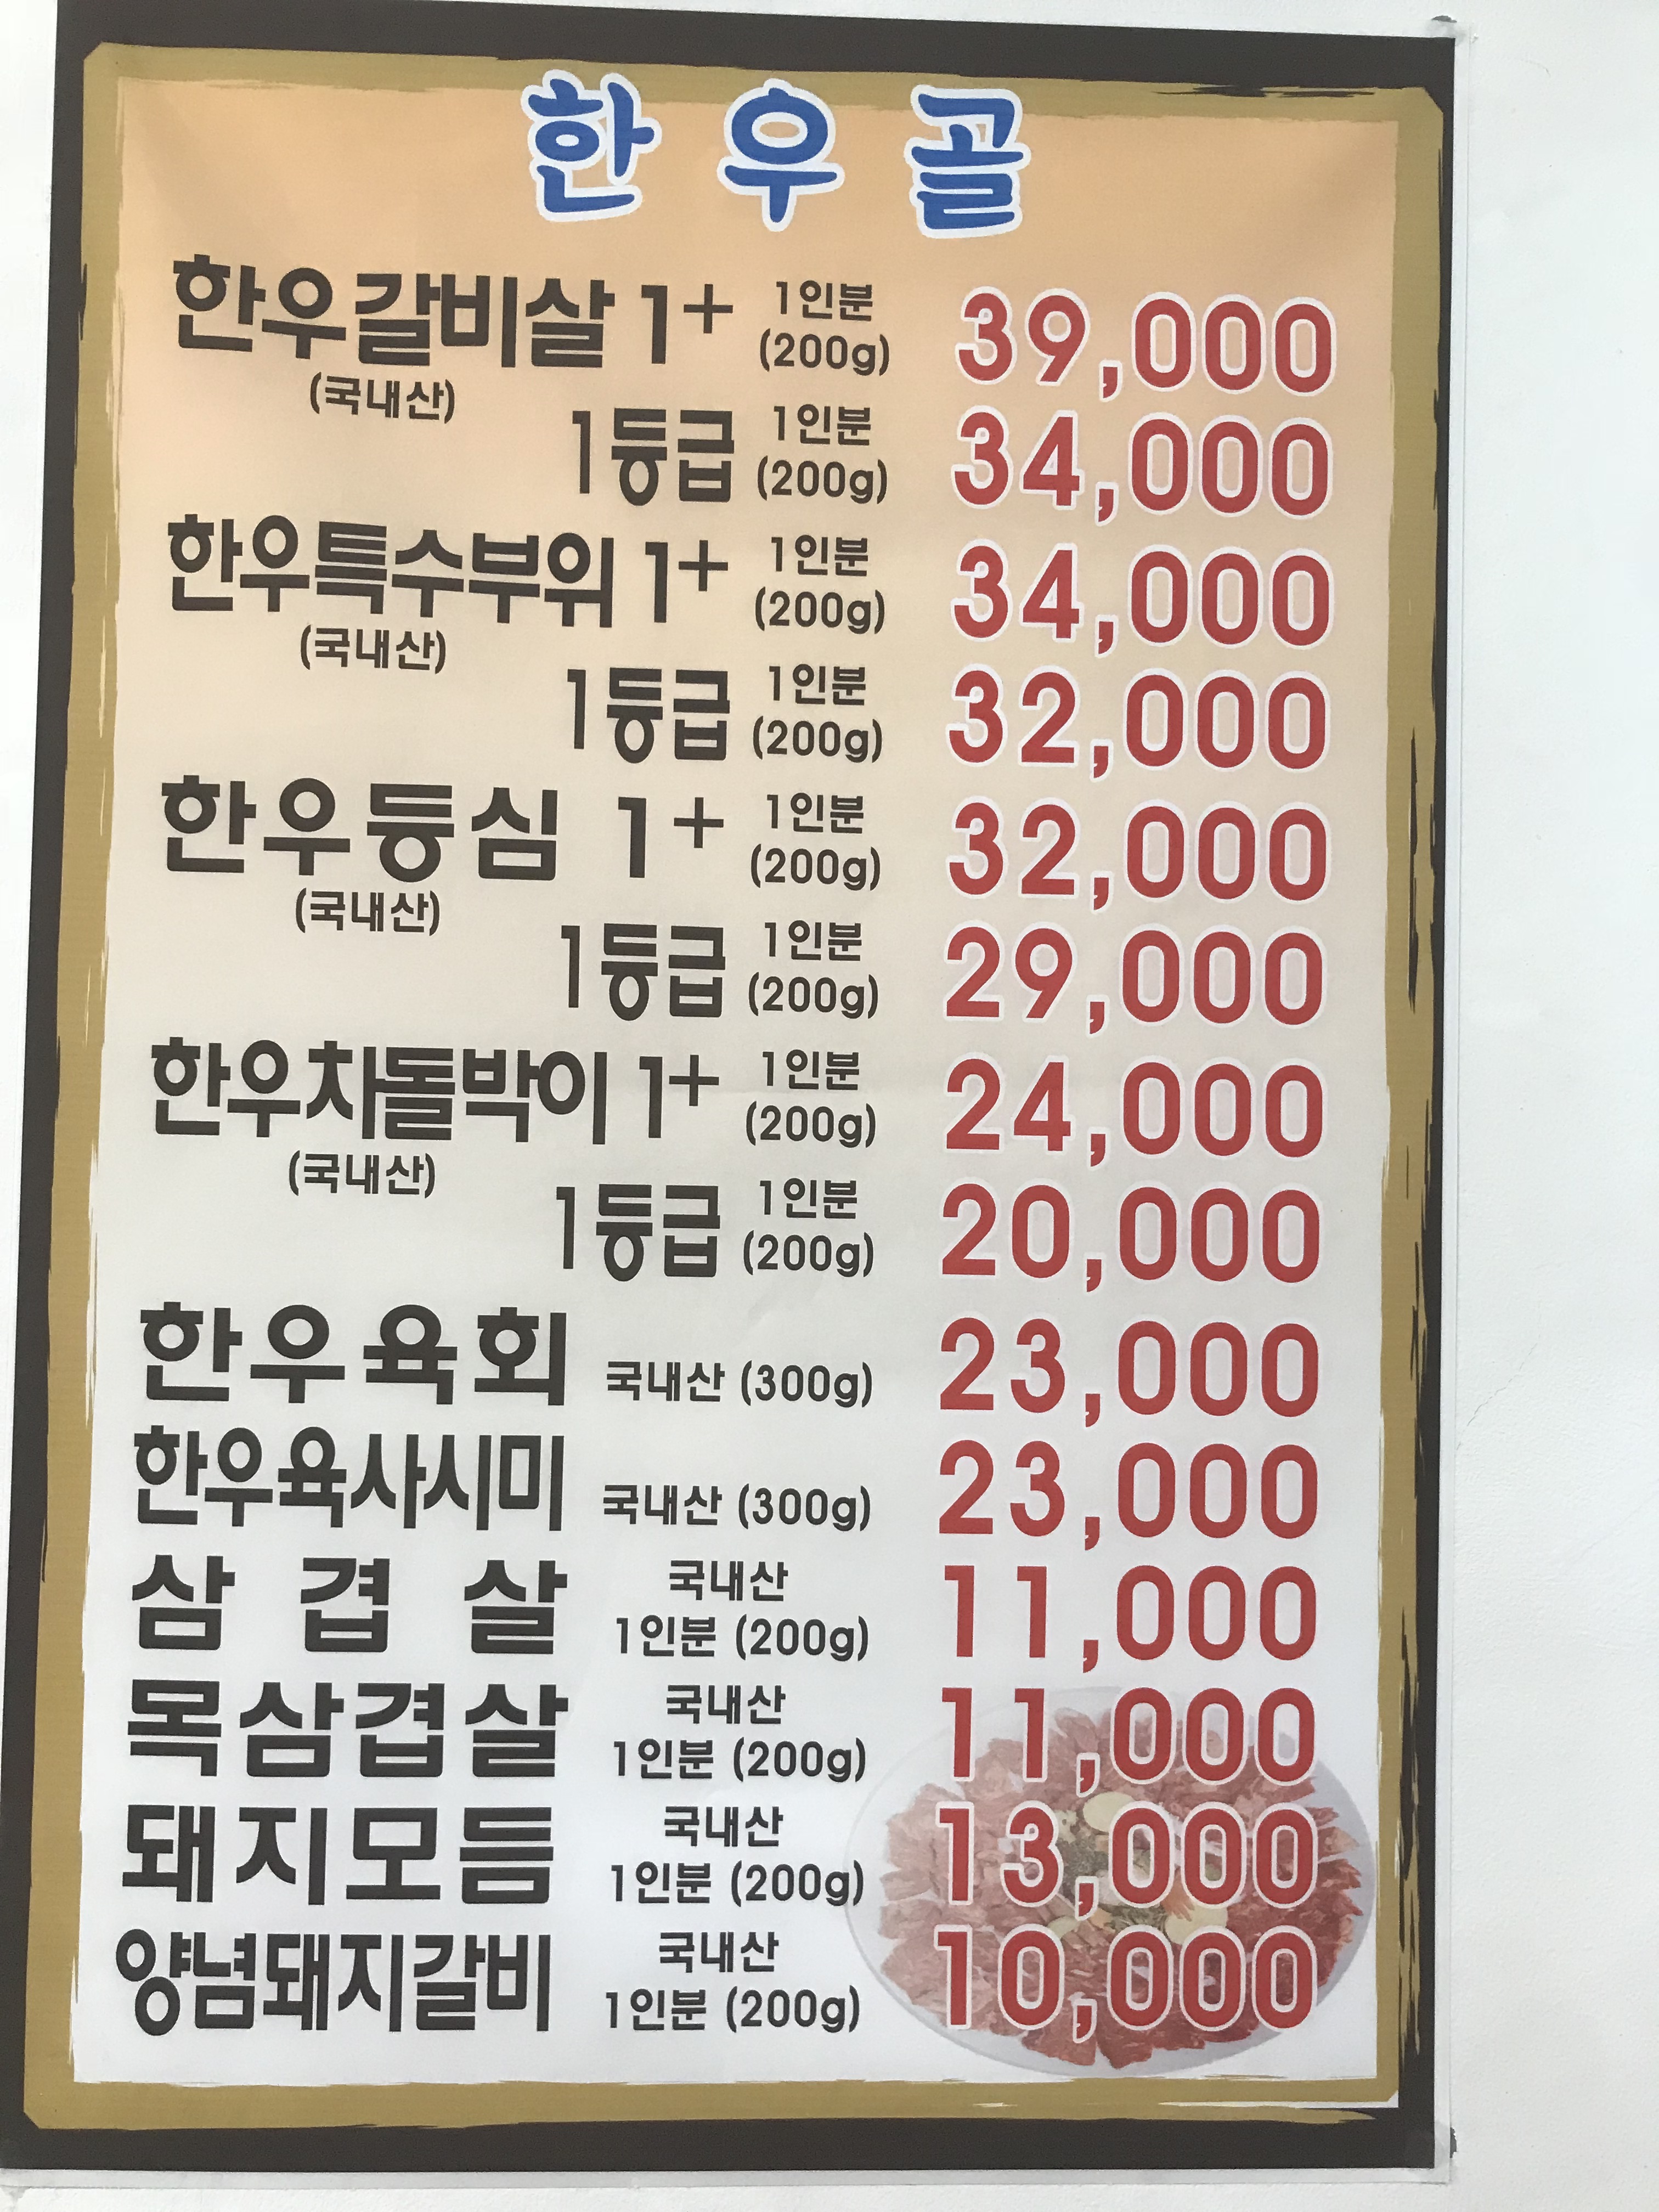 한우골
한우갈비살 1+ 1인분 (200g) 39,000
(국내산)
1등급 1인분 (200g) 34,000
한우특수부위 1+ 1인분 (200g) 34,000
(국내산)
1등급 1인분 (200g) 32,000
한우등심 1+ 1인분 (200g) 32,000
(국내산)
1등급 1인분 (200g) 29,000
한우차돌박이 1+ 1인분 (200g) 24,000
(국내산)
1등급 1인분 (200g) 20,000
한우육회 국내산 (300g) 23,000
한우육사시미 국내산 (300g) 23,000
삼겹살 국내산 1인분 (200g) 11,000
목삼겹살 국내산 1인분 (200g) 11,000
돼지모듬 국내산 1인분 (200g) 13,000
양념돼지갈비 국내산 1인분 (200g) 10,000